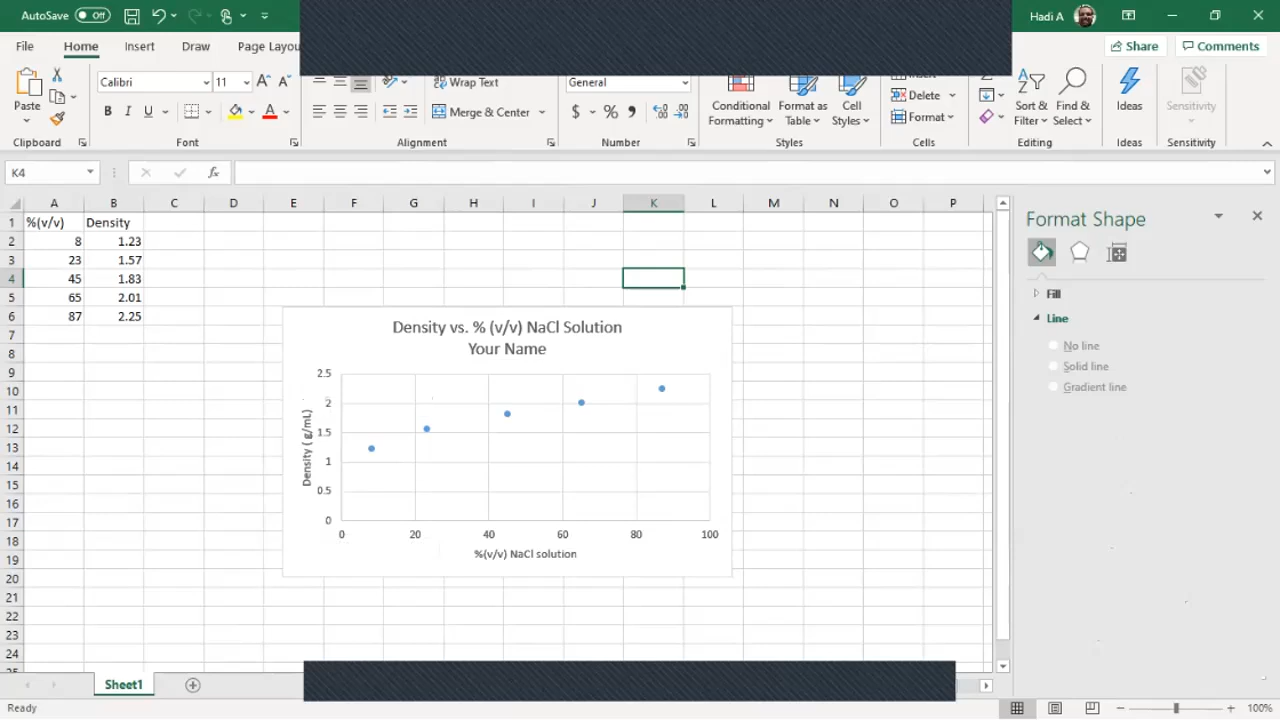 AutoSave Off
Hadi A
File Home Insert Draw Page Layou
Share Comments
Paste
Calibri 11
Wrap Text
Merge & Center
General
Conditional Formatting
Format as Table
Cell Styles
Delete
Format
Sort & Filter
Find & Select
Ideas
Sensitivity
Clipboard Font Alignment Number Styles Cells Editing Ideas Sensitivity
K4 fx
A B C D E F G H I J K L M N O P
1 %(v/v) Density
2 8 1.23
3 23 1.57
4 45 1.83
5 65 2.01
6 87 2.25
7
8
9
10
11
12
13
14
15
16
17
18
19
20
21
22
23
24
Density vs. % (v/v) NaCl Solution
Your Name
2.5
2
1.5
1
0.5
0
Density ( g/mL)
0 20 40 60 80 100
%(v/v) NaCl solution
Format Shape
Fill
Line
No line
Solid line
Gradient line
Sheet1
Ready
100%